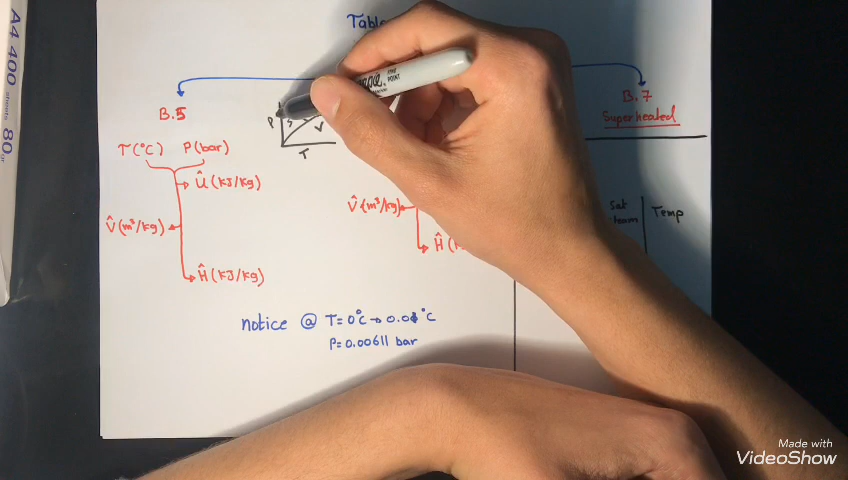 A4 400
sheets 80
Table
B.5
B.7
Superheated
P
S
V
T
T(°C) P(bar)
Û (KJ/kg)
V̂ (m³/kg)
Ĥ (KJ/kg)
V̂ (m³/kg)
Ĥ
Sat Temp
notice @ T=0°C → 0.01°C
P=0.00611 bar
Made with
VideoShow